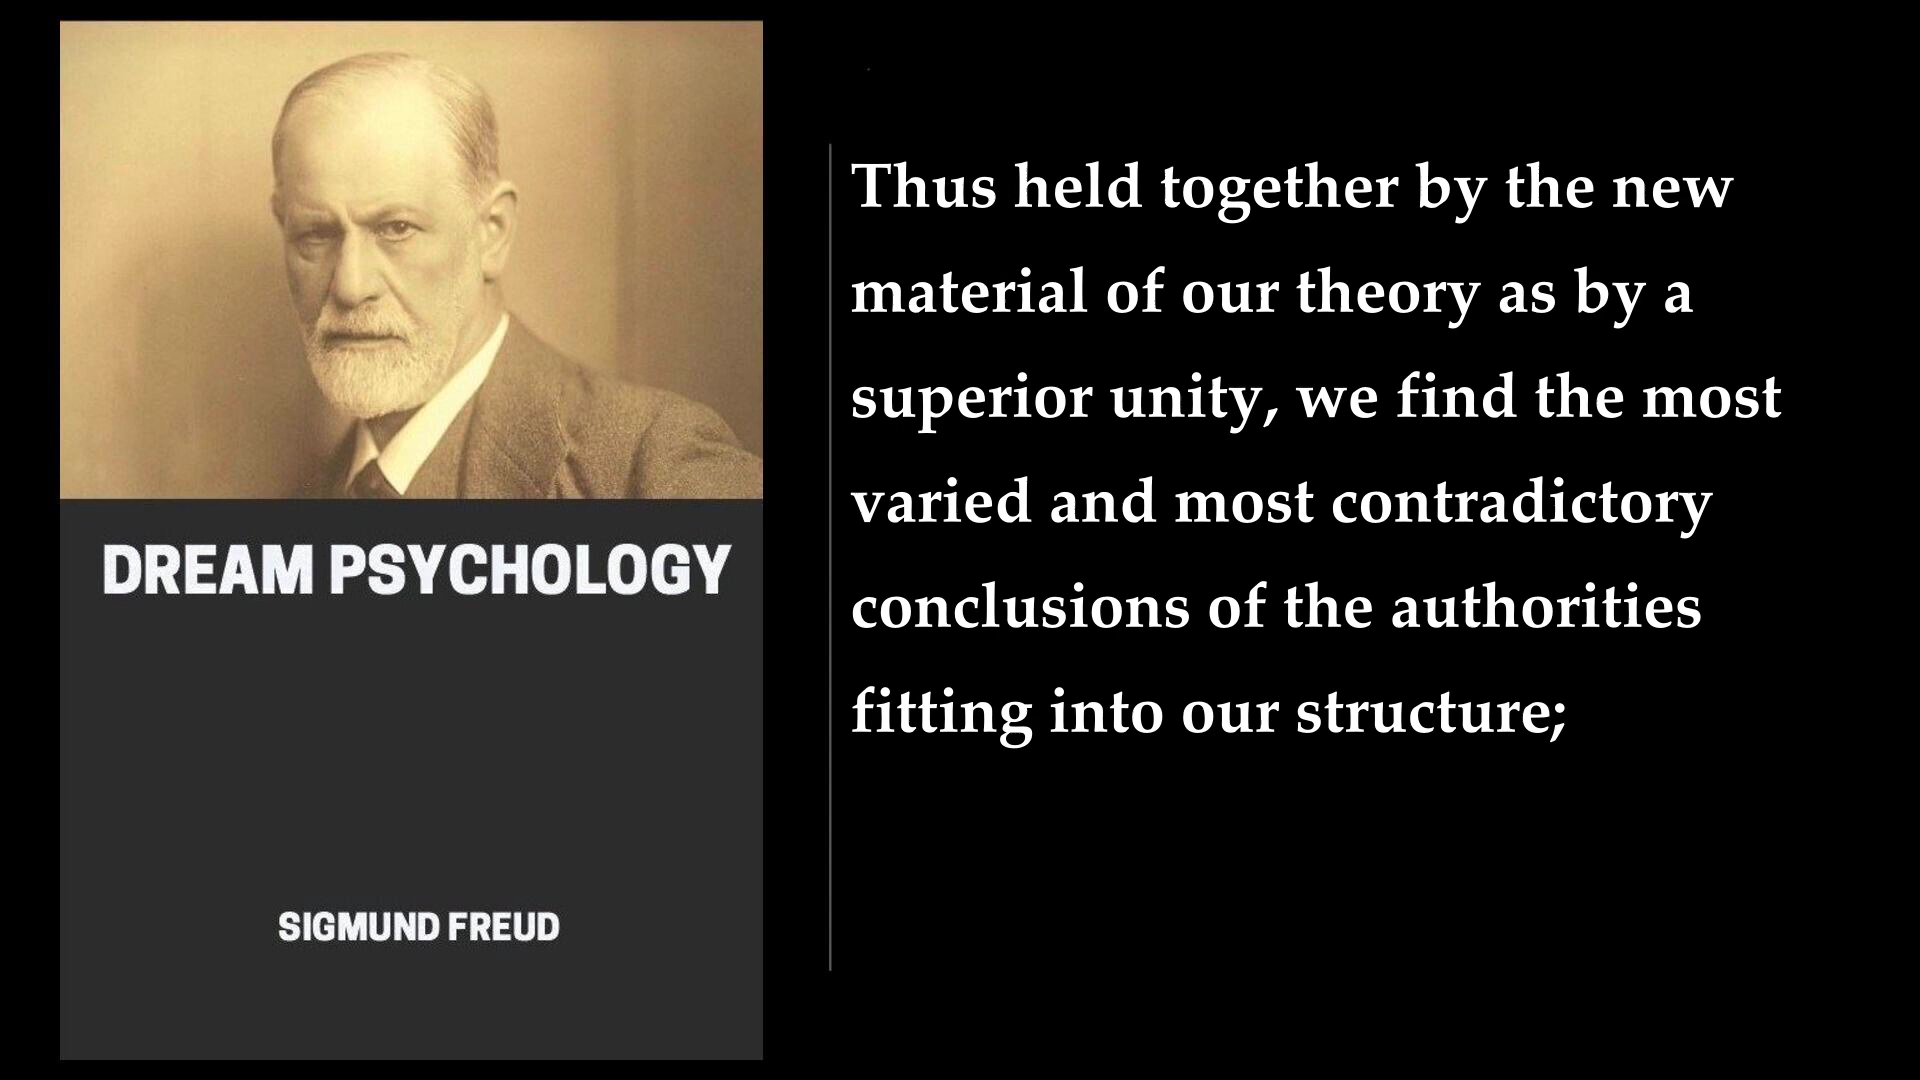 DREAM PSYCHOLOGY
SIGMUND FREUD
Thus held together by the new
material of our theory as by a
superior unity, we find the most
varied and most contradictory
conclusions of the authorities
fitting into our structure;